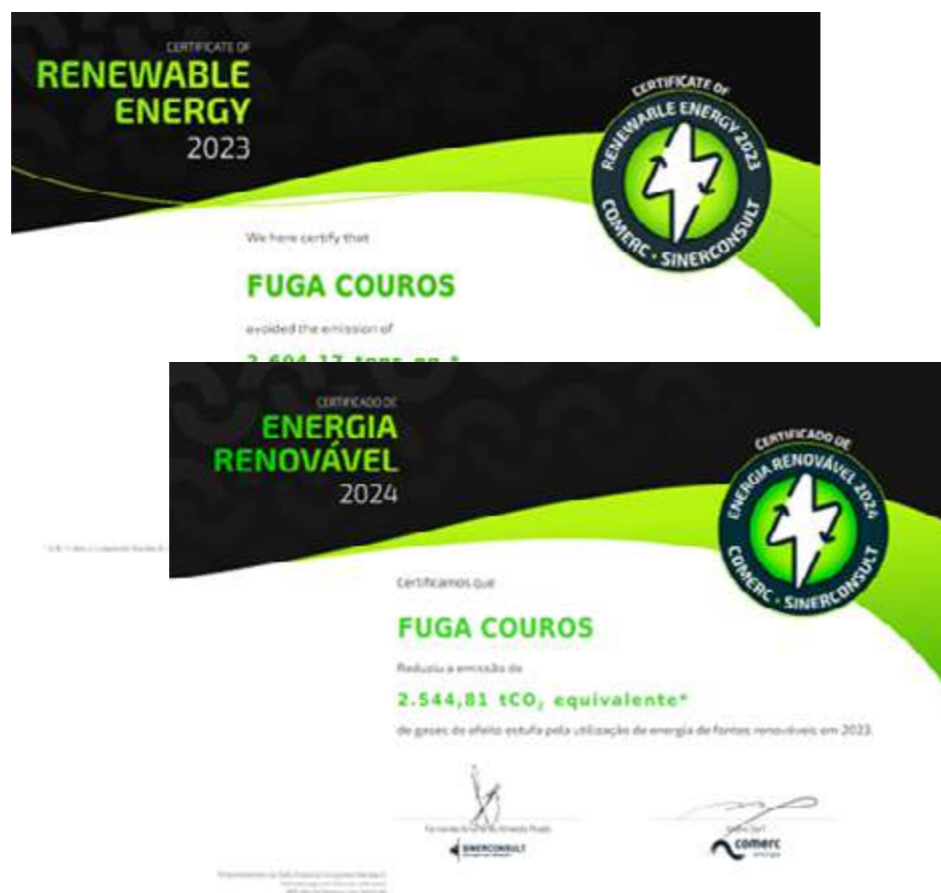 CERTIFICATE OF
RENEWABLE
ENERGY
2023
CERTIFICATE OF
RENEWABLE ENERGY 2023
COMERC • SINERCONSULT
We here certify that
FUGA COUROS
avoided the emission of
CERTIFICADO DE
ENERGIA
RENOVÁVEL
2024
CERTIFICADO DE
ENERGIA RENOVÁVEL 2024
COMERC • SINERCONSULT
Certificamos que
FUGA COUROS
Reduziu a emissão de
2.544,81 tCO₂ equivalente*
de gases de efeito estufa pela utilização de energia de fontes renováveis em 2023.
SINERCONSULT
comerc
energia